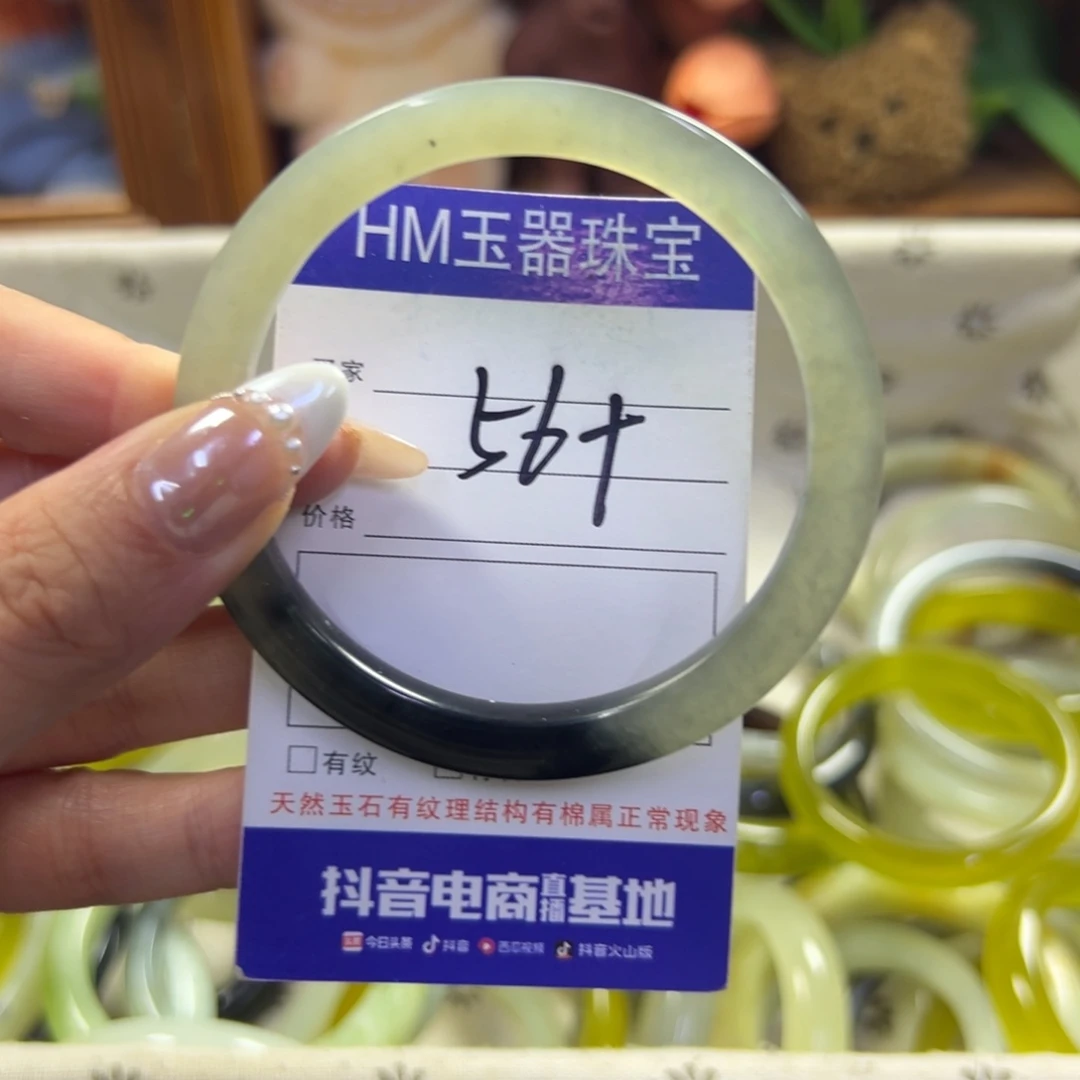 HM玉器珠宝
家
56+
价格
有纹
天然玉石有纹理结构有棉属正常现象
抖音电商直播基地
头条 今日头条 抖音 西瓜视频 抖音火山版